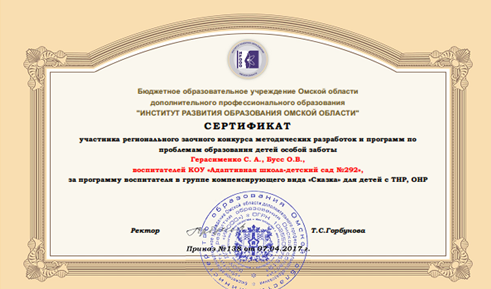 Бюджетное образовательное учреждение Омской области
дополнительного профессионального образования
"ИНСТИТУТ РАЗВИТИЯ ОБРАЗОВАНИЯ ОМСКОЙ ОБЛАСТИ"
СЕРТИФИКАТ
участника регионального заочного конкурса методических разработок и программ по
проблемам образования детей особой заботы
Герасименко С. А., Бусс О.В.,
воспитателей КОУ «Адаптивная школа-детский сад №292»,
за программу воспитателя в группе компенсирующего вида «Сказка» для детей с ТНР, ОНР
Ректор Т.С.Горбунова
Приказ №138 от 07.04.2017 г.